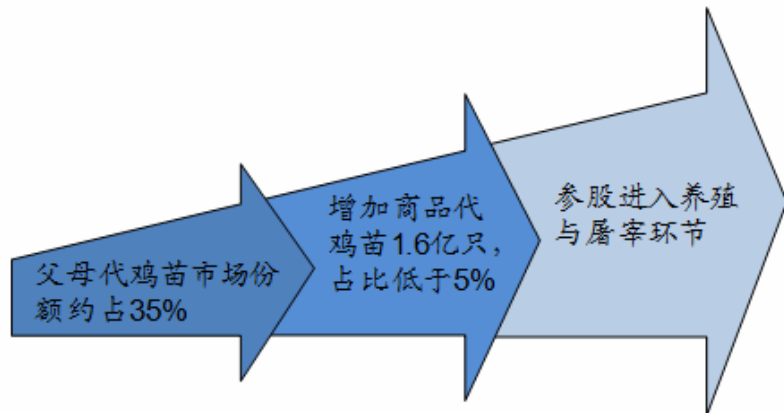 父母代鸡苗市场份
额约占35%
增加商品代
鸡苗1.6亿只，
占比低于5%
参股进入养殖
与屠宰环节